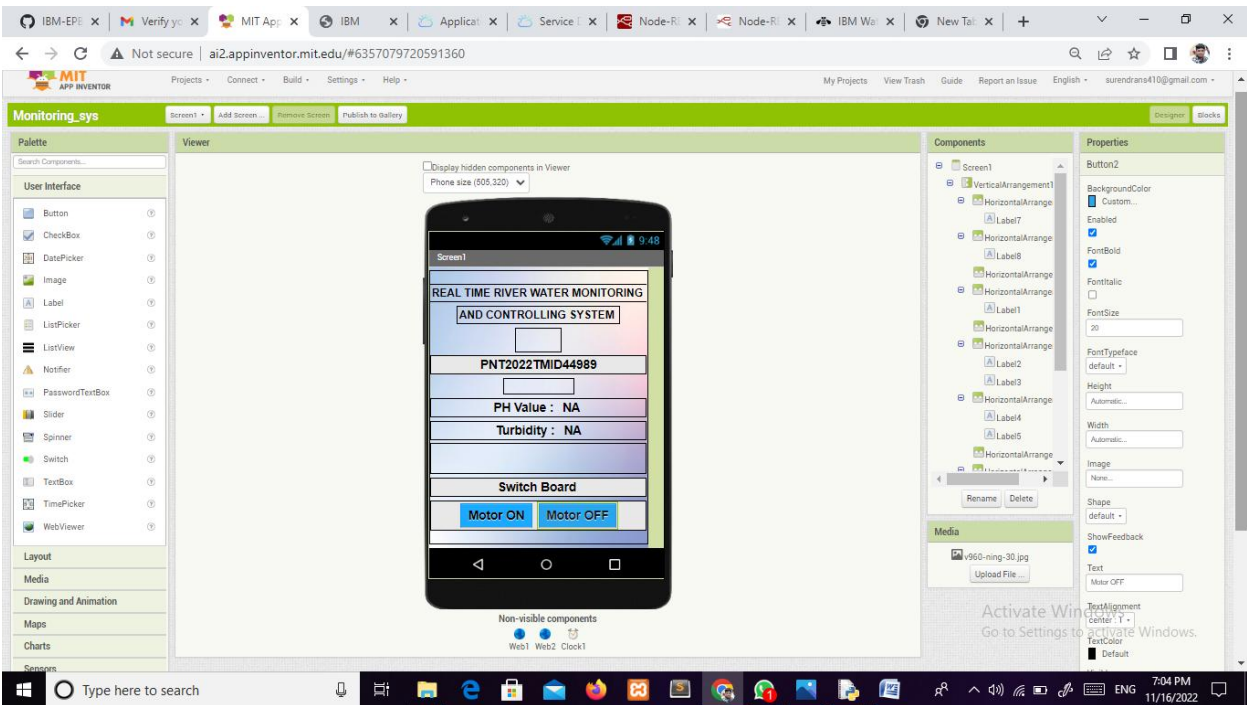 IBM-EPB
Verify yo
MIT App
IBM
Applicati
Service D
Node-RE
Node-RE
IBM Wat
New Tab
Not secure
ai2.appinventor.mit.edu/#6357079720591360
MIT
APP INVENTOR
Projects
Connect
Build
Settings
Help
My Projects
View Trash
Guide
Report an Issue
English
surendrans410@gmail.com
Monitoring_sys
Screen1
Add Screen ...
Remove Screen
Publish to Gallery
Designer
Blocks
Palette
Search Components...
User Interface
Button
CheckBox
DatePicker
Image
Label
ListPicker
ListView
Notifier
PasswordTextBox
Slider
Spinner
Switch
TextBox
TimePicker
WebViewer
Layout
Media
Drawing and Animation
Maps
Charts
Sensors
Viewer
Display hidden components in Viewer
Phone size (505,320)
9:48
Screen1
REAL TIME RIVER WATER MONITORING
AND CONTROLLING SYSTEM
PNT2022TMID44989
PH Value : NA
Turbidity : NA
Switch Board
Motor ON
Motor OFF
Non-visible components
Web1
Web2
Clock1
Components
Screen1
VerticalArrangement1
HorizontalArrange
Label7
HorizontalArrange
Label8
HorizontalArrange
HorizontalArrange
Label1
HorizontalArrange
HorizontalArrange
Label2
Label3
HorizontalArrange
Label4
Label5
HorizontalArrange
Rename
Delete
Media
v960-ning-30.jpg
Upload File ...
Properties
Button2
BackgroundColor
Custom...
Enabled
FontBold
FontItalic
FontSize
20
FontTypeface
default
Height
Automatic...
Width
Automatic...
Image
None...
Shape
default
ShowFeedback
Text
Motor OFF
TextAlignment
center : 1
TextColor
Default
Activate Windows
Go to Settings to activate Windows.
Type here to search
ENG
7:04 PM
11/16/2022